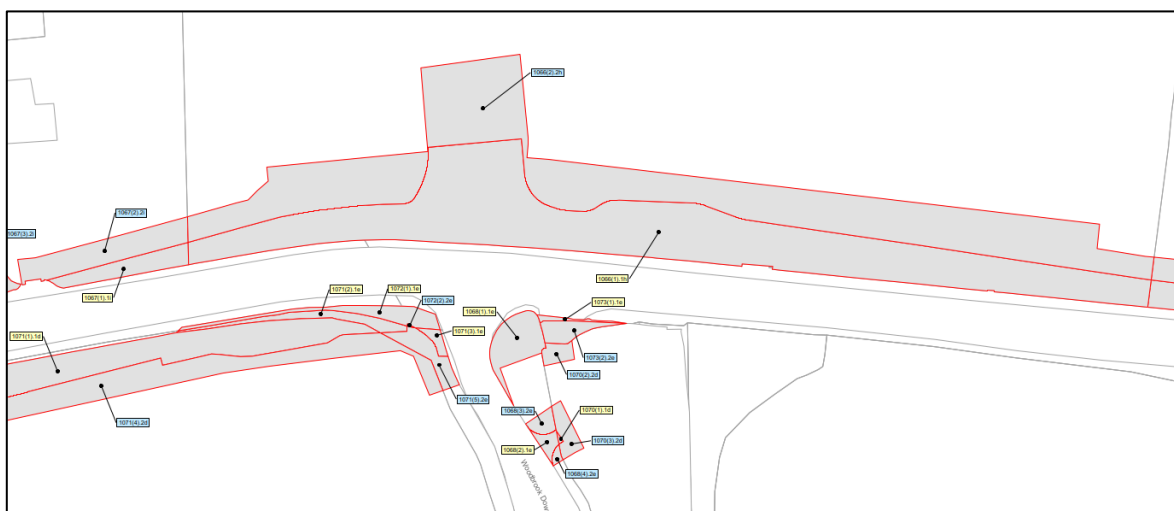 1066(2).2h
1067(2).2i
1067(3).2i
1066(1).1h
1067(1).1i
1071(2).1e
1072(1).1e
1072(2).2e
1073(1).1e
1068(1).1e
1071(1).1d
1071(3).1e
1073(2).2e
1070(2).2d
1071(4).2d
1071(5).2e
1068(3).2e
1070(1).1d
1068(2).1e
1070(3).2d
1068(4).2e
Woodbrook Dow